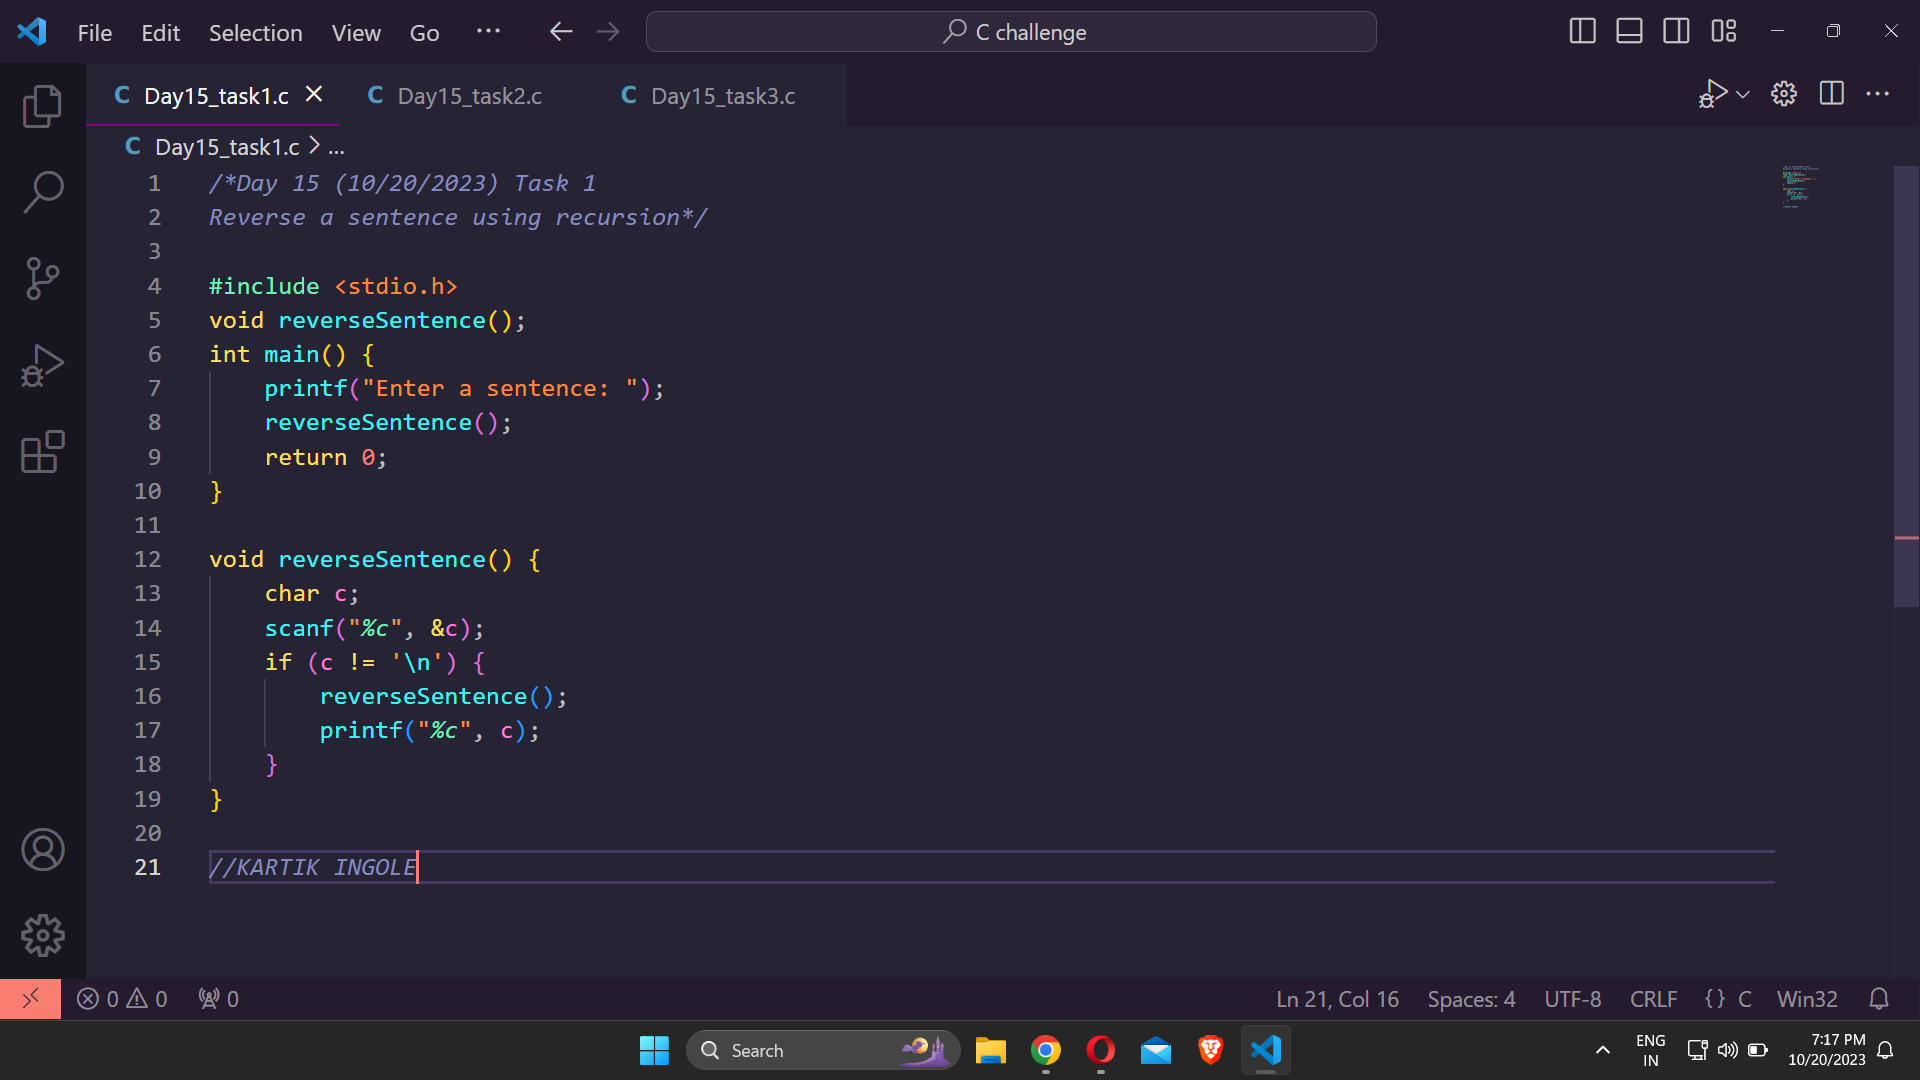 File Edit Selection View Go ... C challenge
C Day15_task1.c C Day15_task2.c C Day15_task3.c
C Day15_task1.c > ...
1 /*Day 15 (10/20/2023) Task 1
2 Reverse a sentence using recursion*/
3
4 #include <stdio.h>
5 void reverseSentence();
6 int main() {
7     printf("Enter a sentence: ");
8     reverseSentence();
9     return 0;
10 }
11
12 void reverseSentence() {
13     char c;
14     scanf("%c", &c);
15     if (c != '\n') {
16         reverseSentence();
17         printf("%c", c);
18     }
19 }
20
21 //KARTIK INGOLE
0 0 0 Ln 21, Col 16 Spaces: 4 UTF-8 CRLF {} C Win32
Search ENG 7:17 PM
IN 10/20/2023